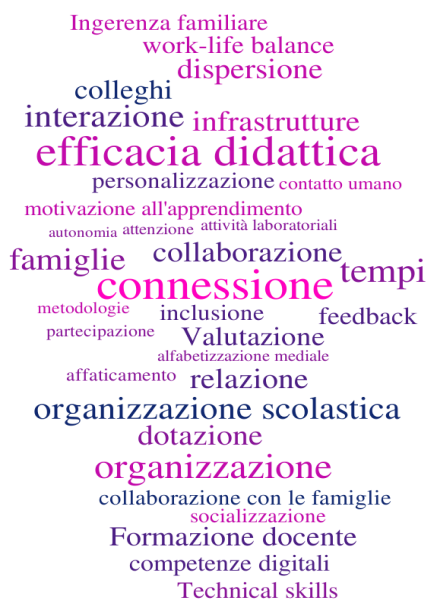 Ingerenza familiare
work-life balance
dispersione
colleghi
interazione infrastrutture
efficacia didattica
personalizzazione contatto umano
motivazione all'apprendimento
autonomia attenzione attività laboratoriali
famiglie collaborazione tempi
connessione
metodologie inclusione feedback
partecipazione Valutazione
alfabetizzazione mediale
affaticamento relazione
organizzazione scolastica
dotazione
organizzazione
collaborazione con le famiglie
socializzazione
Formazione docente
competenze digitali
Technical skills